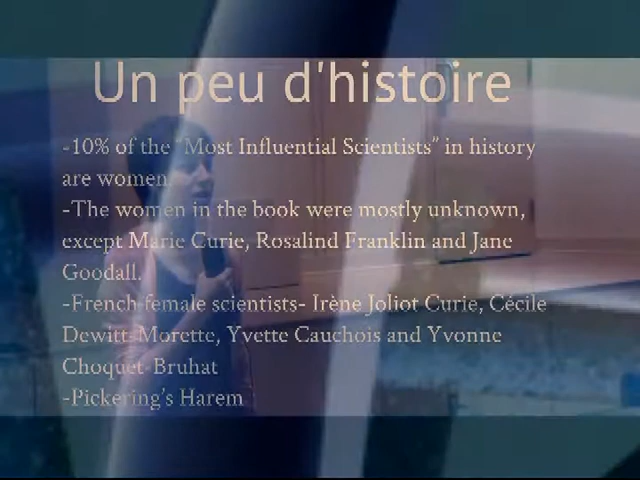 Un peu d'histoire
-10% of the "Most Influential Scientists" in history
are women.
-The women in the book were mostly unknown,
except Marie Curie, Rosalind Franklin and Jane
Goodall.
-French female scientists- Irène Joliot Curie, Cécile
Dewitt-Morette, Yvette Cauchois and Yvonne
Choquet-Bruhat
-Pickering's Harem